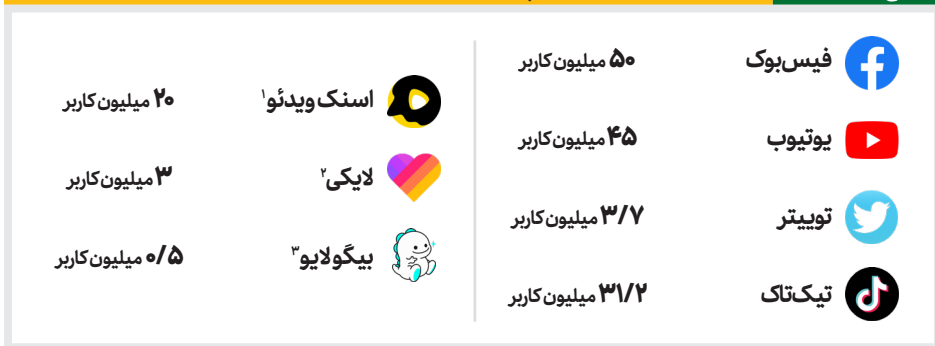 فیس‌بوک ۵۰ میلیون کاربر
یوتیوب ۴۵ میلیون کاربر
توییتر ۳/۷ میلیون کاربر
تیک‌تاک ۳۱/۲ میلیون کاربر
اسنک ویدئو۱ ۲۰ میلیون کاربر
لایکی۲ ۳ میلیون کاربر
بیگولایو۳ ۰/۵ میلیون کاربر